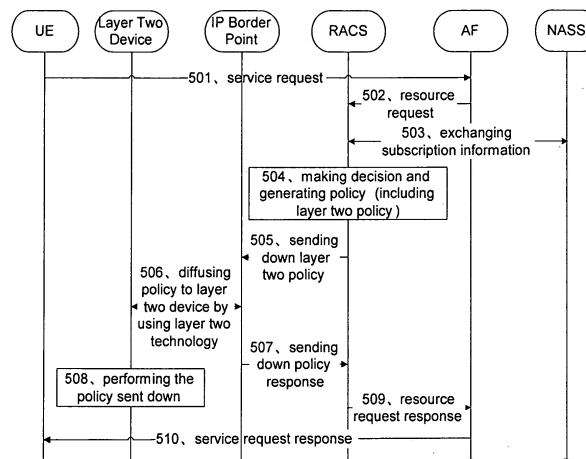 UE
Layer Two
Device
IP Border
Point
RACS
AF
NASS
501、service request
502、resource
request
503、exchanging
subscription information
504、making decision and
generating policy (including
layer two policy)
505、sending
down layer
two policy
506、diffusing
policy to layer
two device by
using layer two
technology
507、sending
down policy
response
508、performing the
policy sent down
509、resource
request response
510、service request response